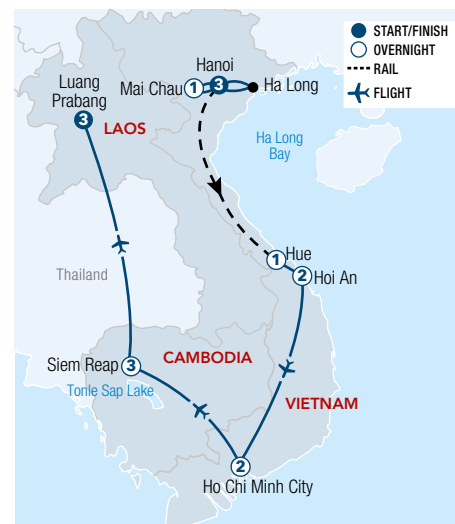 START/FINISH
OVERNIGHT
RAIL
FLIGHT
Hanoi
3
Mai Chau
1
Ha Long
Luang
Prabang
3
LAOS
Ha Long
Bay
Hue
1
2
Hoi An
Thailand
Siem Reap
3
CAMBODIA
Tonle Sap Lake
VIETNAM
2
Ho Chi Minh City